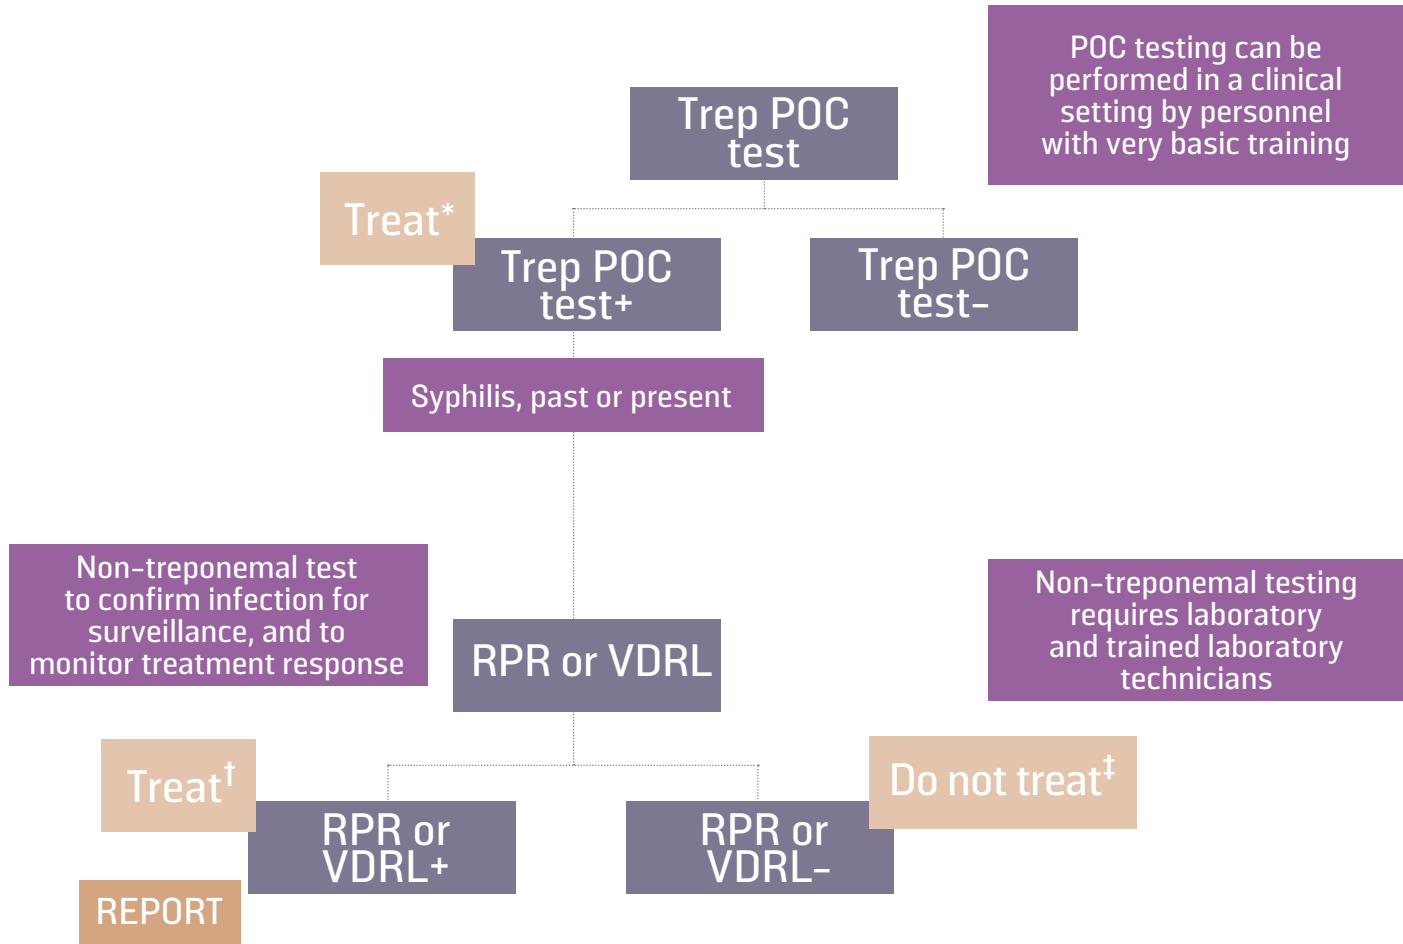 POC testing can be
performed in a clinical
setting by personnel
with very basic training
Trep POC
test
Treat*
Trep POC
test+
Trep POC
test-
Syphilis, past or present
Non-treponemal test
to confirm infection for
surveillance, and to
monitor treatment response
RPR or VDRL
Non-treponemal testing
requires laboratory
and trained laboratory
technicians
Treat†
RPR or
VDRL+
RPR or
VDRL-
Do not treat‡
REPORT